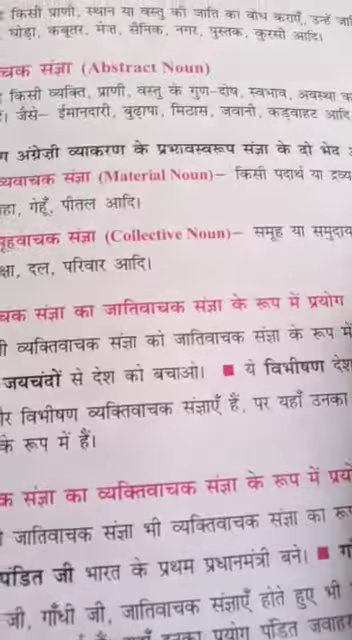 किसी प्राणी, स्थान या वस्तु की जाति का बोध कराएँ, उन्हें
घोड़ा, कबूतर, मेज़, सैनिक, नगर, पुस्तक, कुरसी आदि।
चक संज्ञा (Abstract Noun)
किसी व्यक्ति, प्राणी, वस्तु के गुण-दोष, स्वभाव, अवस्था
जैसे– ईमानदारी, बुढ़ापा, मिठास, जवानी, कड़वाहट आदि
अंग्रेज़ी व्याकरण के प्रभावस्वरूप संज्ञा के दो भेद
व्यवाचक संज्ञा (Material Noun)– किसी पदार्थ या द्रव्य
हा, गेहूँ, पीतल आदि।
मूहवाचक संज्ञा (Collective Noun)– समूह या समुदाय
क्षा, दल, परिवार आदि।
चक संज्ञा का जातिवाचक संज्ञा के रूप में प्रयोग
व्यक्तिवाचक संज्ञा को जातिवाचक संज्ञा के रूप में
जयचंदों से देश को बचाओ। ■ ये विभीषण देश
विभीषण व्यक्तिवाचक संज्ञाएँ हैं, पर यहाँ उनका
के रूप में हैं।
क संज्ञा का व्यक्तिवाचक संज्ञा के रूप में
जातिवाचक संज्ञा भी व्यक्तिवाचक संज्ञा का
पंडित जी भारत के प्रथम प्रधानमंत्री बने। ■
जी, गाँधी जी, जातिवाचक संज्ञाएँ होते हुए भी
प्रयोग पंडित जवाहर